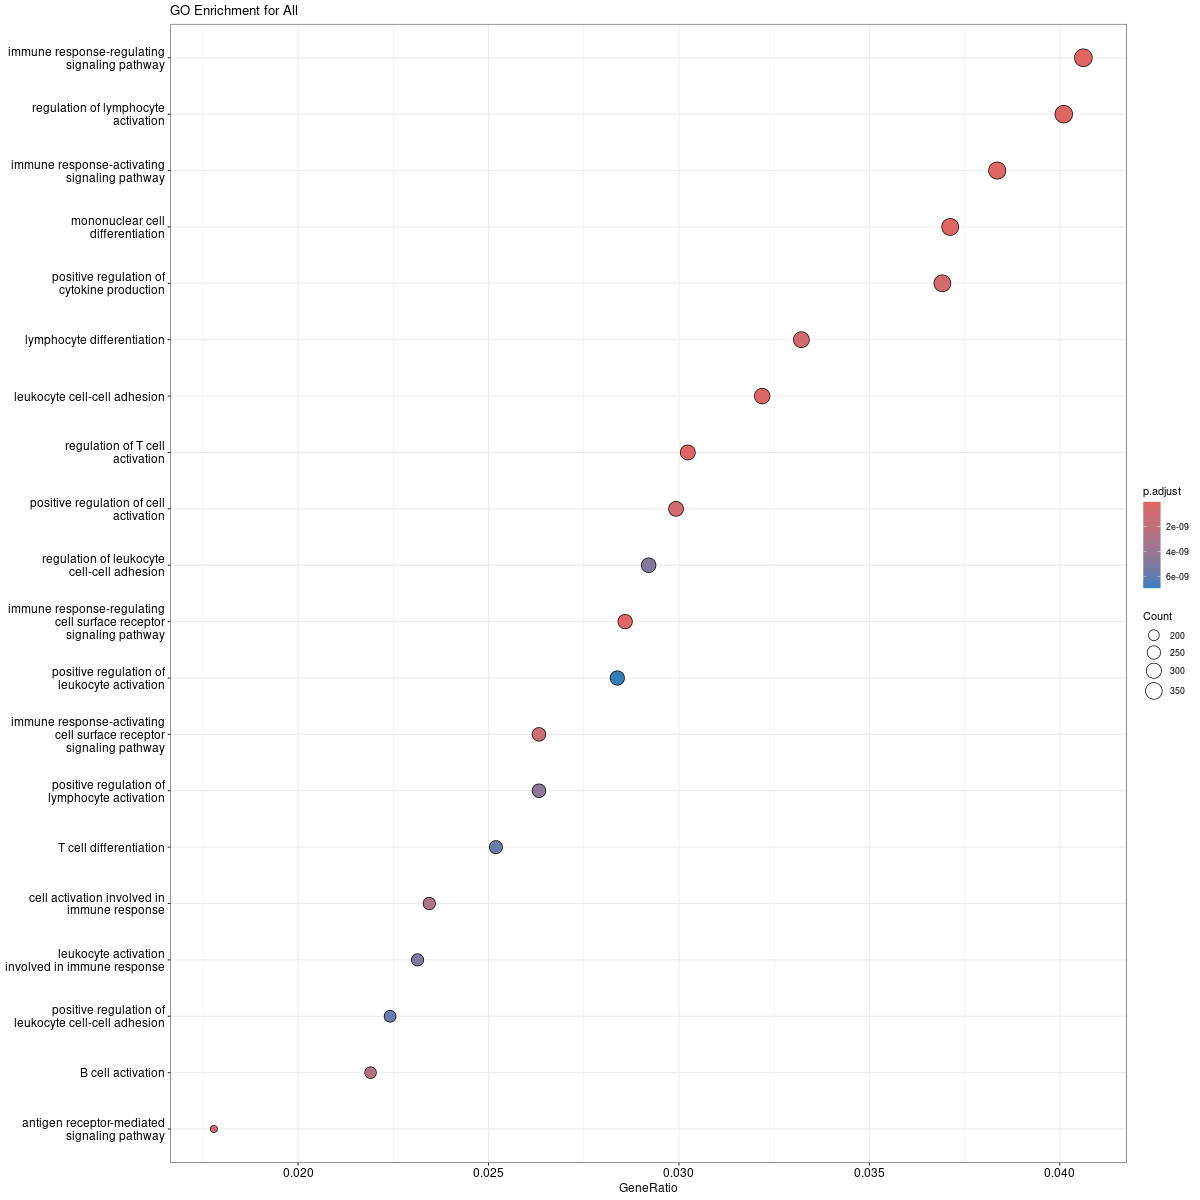 GO Enrichment for All
immune response-regulating
signaling pathway
regulation of lymphocyte
activation
immune response-activating
signaling pathway
mononuclear cell
differentiation
positive regulation of
cytokine production
lymphocyte differentiation
leukocyte cell-cell adhesion
regulation of T cell
activation
positive regulation of cell
activation
regulation of leukocyte
cell-cell adhesion
immune response-regulating
cell surface receptor
signaling pathway
positive regulation of
leukocyte activation
immune response-activating
cell surface receptor
signaling pathway
positive regulation of
lymphocyte activation
T cell differentiation
cell activation involved in
immune response
leukocyte activation
involved in immune response
positive regulation of
leukocyte cell-cell adhesion
B cell activation
antigen receptor-mediated
signaling pathway
0.020 0.025 0.030 0.035 0.040
GeneRatio
p.adjust
2e-09
4e-09
6e-09
Count
200
250
300
350